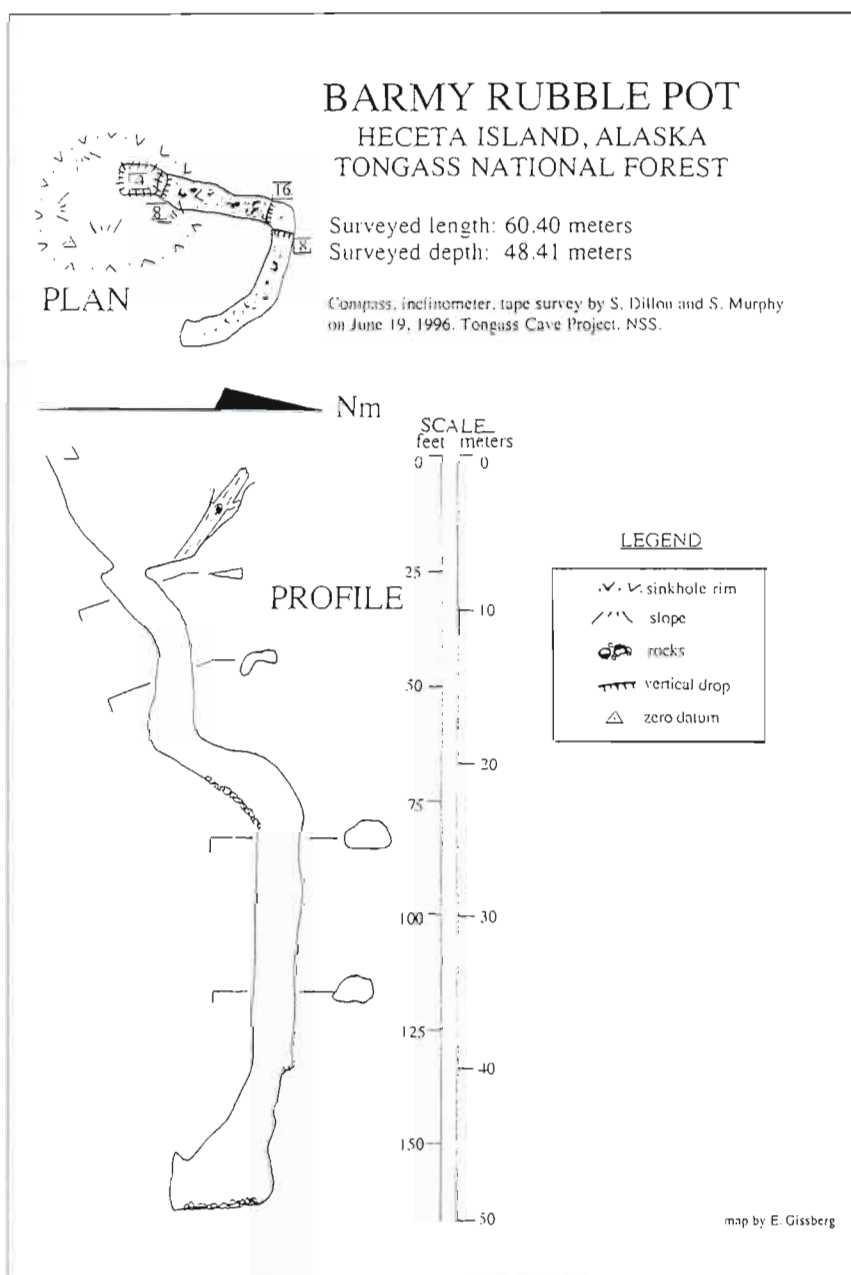 BARMY RUBBLE POT
HECETA ISLAND, ALASKA
TONGASS NATIONAL FOREST
Surveyed length: 60.40 meters
Surveyed depth: 48.41 meters
Compass, inclinometer, tape survey by S. Dillon and S. Murphy
on June 19, 1996. Tongass Cave Project, NSS.
16
8
8
PLAN
Nm
SCALE
feet meters
0 0
25
PROFILE
10
50
20
75
100 30
125
40
150
50
LEGEND
sinkhole rim
slope
rocks
vertical drop
zero datum
map by E. Gissberg